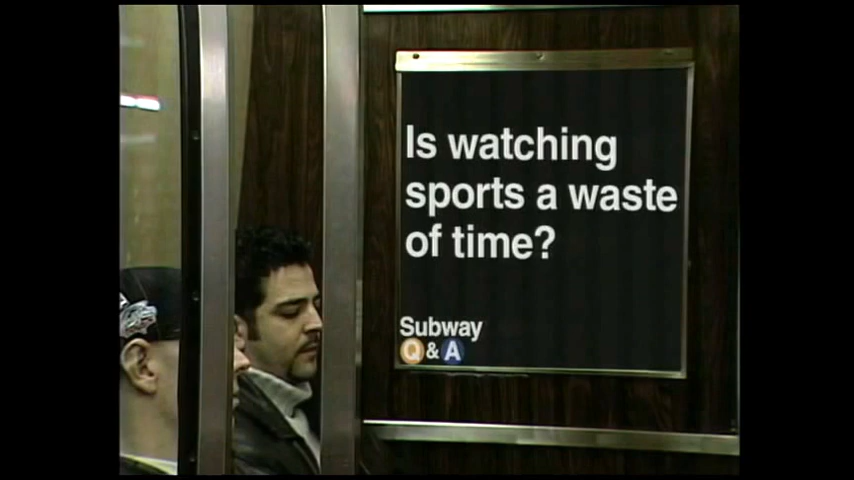 Is watching
sports a waste
of time?
Subway
Q & A